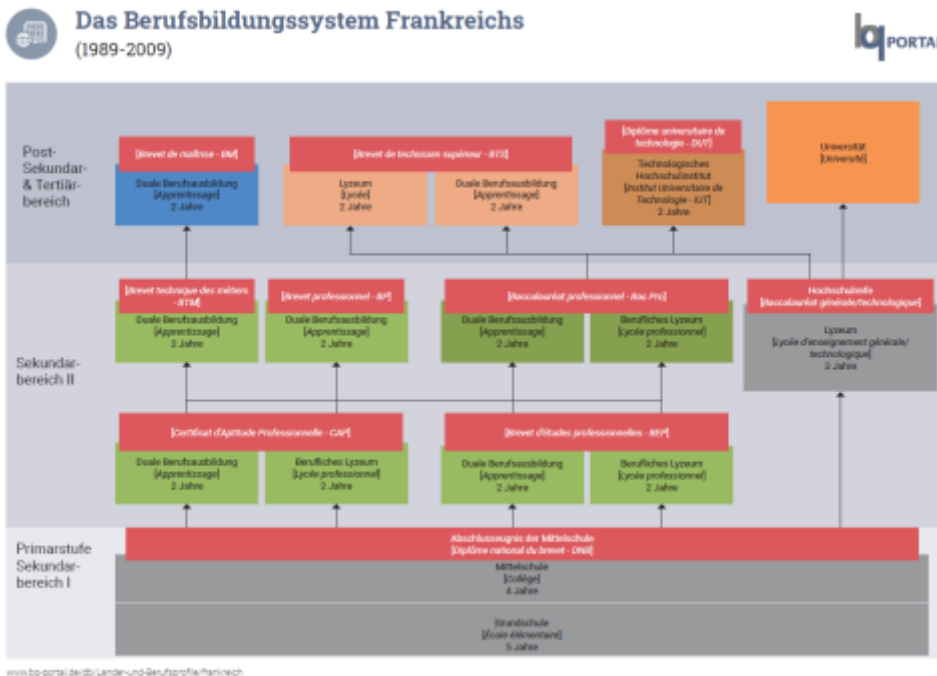 Das Berufsbildungssystem Frankreichs
(1989-2009)
bq PORTAL
Post-
Sekundar-
& Tertiär-
bereich
[Brevet de maîtrise - BM]
Duale Berufsausbildung
[Apprentissage]
2 Jahre
[Brevet de technicien supérieur - BTS]
Lyzeum
[Lycée]
2 Jahre
Duale Berufsausbildung
[Apprentissage]
2 Jahre
[Diplôme universitaire de
technologie - DUT]
Technologisches
Hochschulinstitut
[Institut Universitaire de
Technologie - IUT]
2 Jahre
Universität
[Université]
Sekundar-
bereich II
[Brevet technique des métiers
- BTM]
Duale Berufsausbildung
[Apprentissage]
2 Jahre
[Brevet professionnel - BP]
Duale Berufsausbildung
[Apprentissage]
2 Jahre
[Baccalauréat professionnel - Bac Pro]
Duale Berufsausbildung
[Apprentissage]
2 Jahre
Berufliches Lyzeum
[Lycée professionnel]
2 Jahre
Hochschulreife
[Baccalauréat générale/technologique]
Lyzeum
[Lycée d'enseignement générale/
technologique]
3 Jahre
[Certificat d'Aptitude Professionnelle - CAP]
Duale Berufsausbildung
[Apprentissage]
2 Jahre
Berufliches Lyzeum
[Lycée professionnel]
2 Jahre
[Brevet d'études professionnelles - BEP]
Duale Berufsausbildung
[Apprentissage]
2 Jahre
Berufliches Lyzeum
[Lycée professionnel]
2 Jahre
Primarstufe
Sekundar-
bereich I
Abschlusszeugnis der Mittelschule
[Diplôme national du brevet - DNB]
Mittelschule
[Collège]
4 Jahre
Grundschule
[École élémentaire]
5 Jahre
www.bq-portal.de/db/Länder-und-Berufsprofile/frankreich